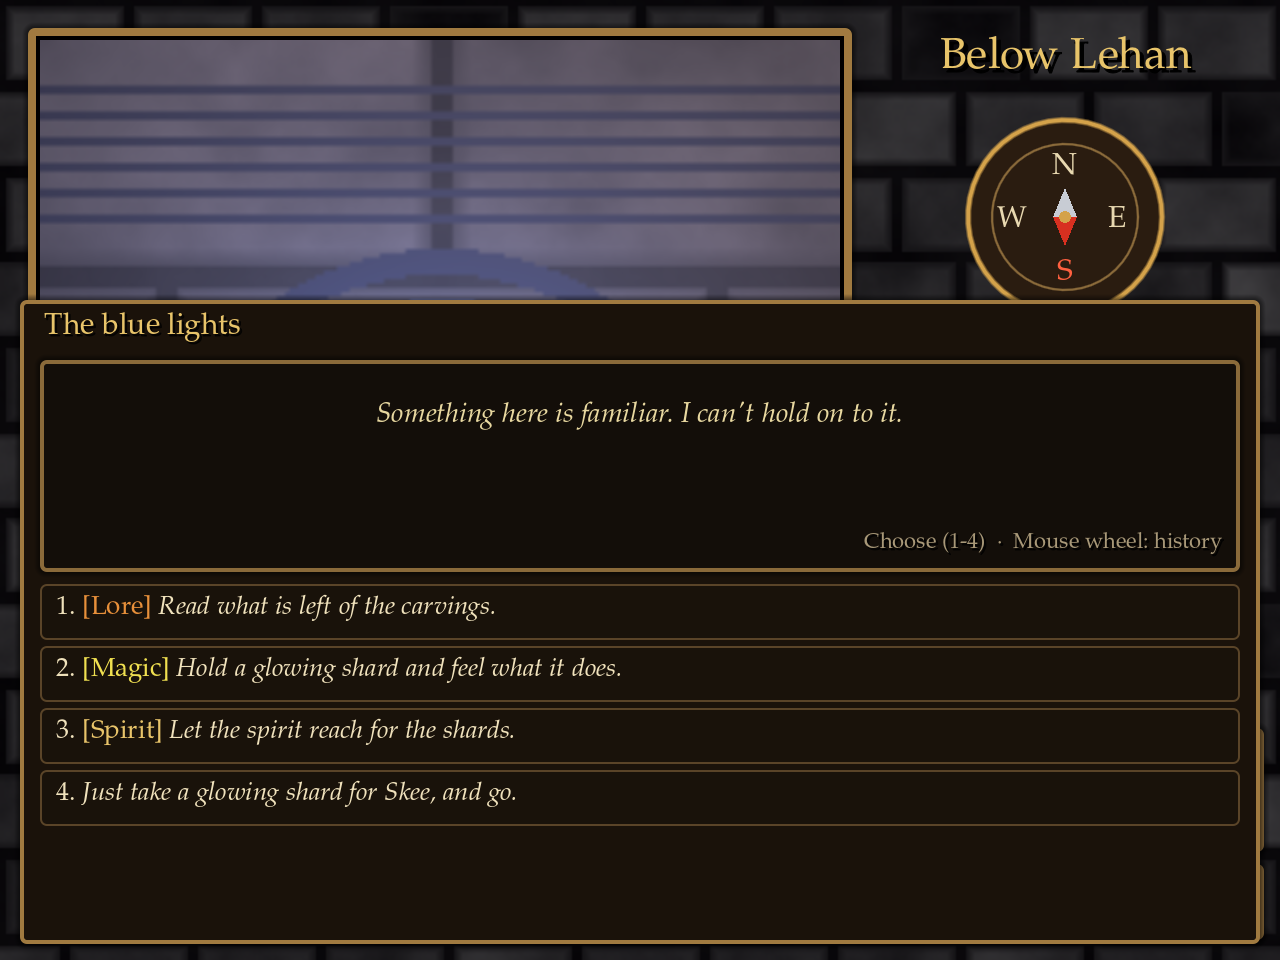 Below Lehan
N
W E
S
The blue lights
Something here is familiar. I can't hold on to it.
Choose (1-4) · Mouse wheel: history
1. [Lore] Read what is left of the carvings.
2. [Magic] Hold a glowing shard and feel what it does.
3. [Spirit] Let the spirit reach for the shards.
4. Just take a glowing shard for Skee, and go.